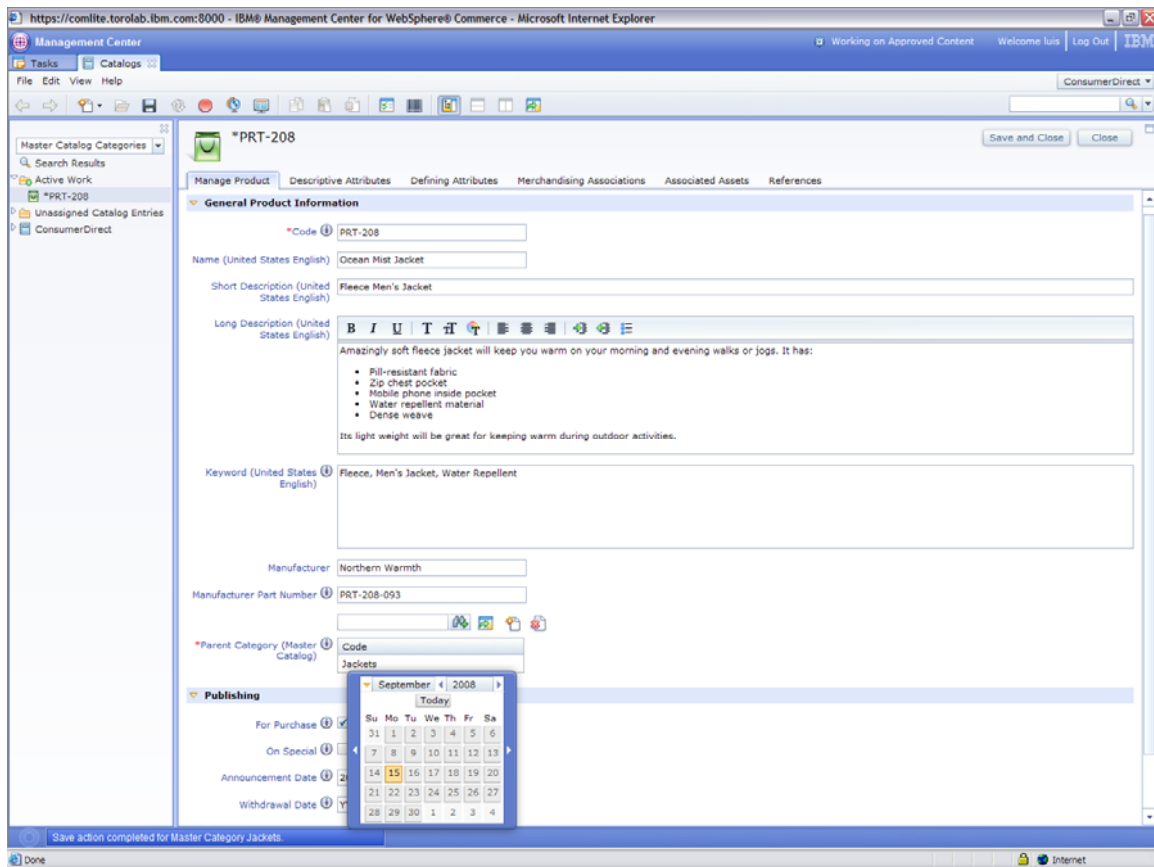 https://comlite.torolab.ibm.com:8000 - IBM® Management Center for WebSphere® Commerce - Microsoft Internet Explorer
Management Center
Working on Approved Content Welcome luis Log Out IBM
Tasks Catalogs
File Edit View Help
ConsumerDirect
Master Catalog Categories
Search Results
Active Work
*PRT-208
Unassigned Catalog Entries
ConsumerDirect
*PRT-208
Save and Close Close
Manage Product Descriptive Attributes Defining Attributes Merchandising Associations Associated Assets References
General Product Information
*Code PRT-208
Name (United States English) Ocean Mist Jacket
Short Description (United States English) Fleece Men's Jacket
Long Description (United States English)
B I U T T T
Amazingly soft fleece jacket will keep you warm on your morning and evening walks or jogs. It has:
• Pill-resistant fabric
• Zip chest pocket
• Mobile phone inside pocket
• Water repellent material
• Dense weave
Its light weight will be great for keeping warm during outdoor activities.
Keyword (United States English) Fleece, Men's Jacket, Water Repellent
Manufacturer Northern Warmth
Manufacturer Part Number PRT-208-093
*Parent Category (Master Catalog) Code
Jackets
Publishing
For Purchase
On Special
Announcement Date
Withdrawal Date
September 2008
Today
Su Mo Tu We Th Fr Sa
31 1 2 3 4 5 6
7 8 9 10 11 12 13
14 15 16 17 18 19 20
21 22 23 24 25 26 27
28 29 30 1 2 3 4
Save action completed for Master Category Jackets.
Done
Internet